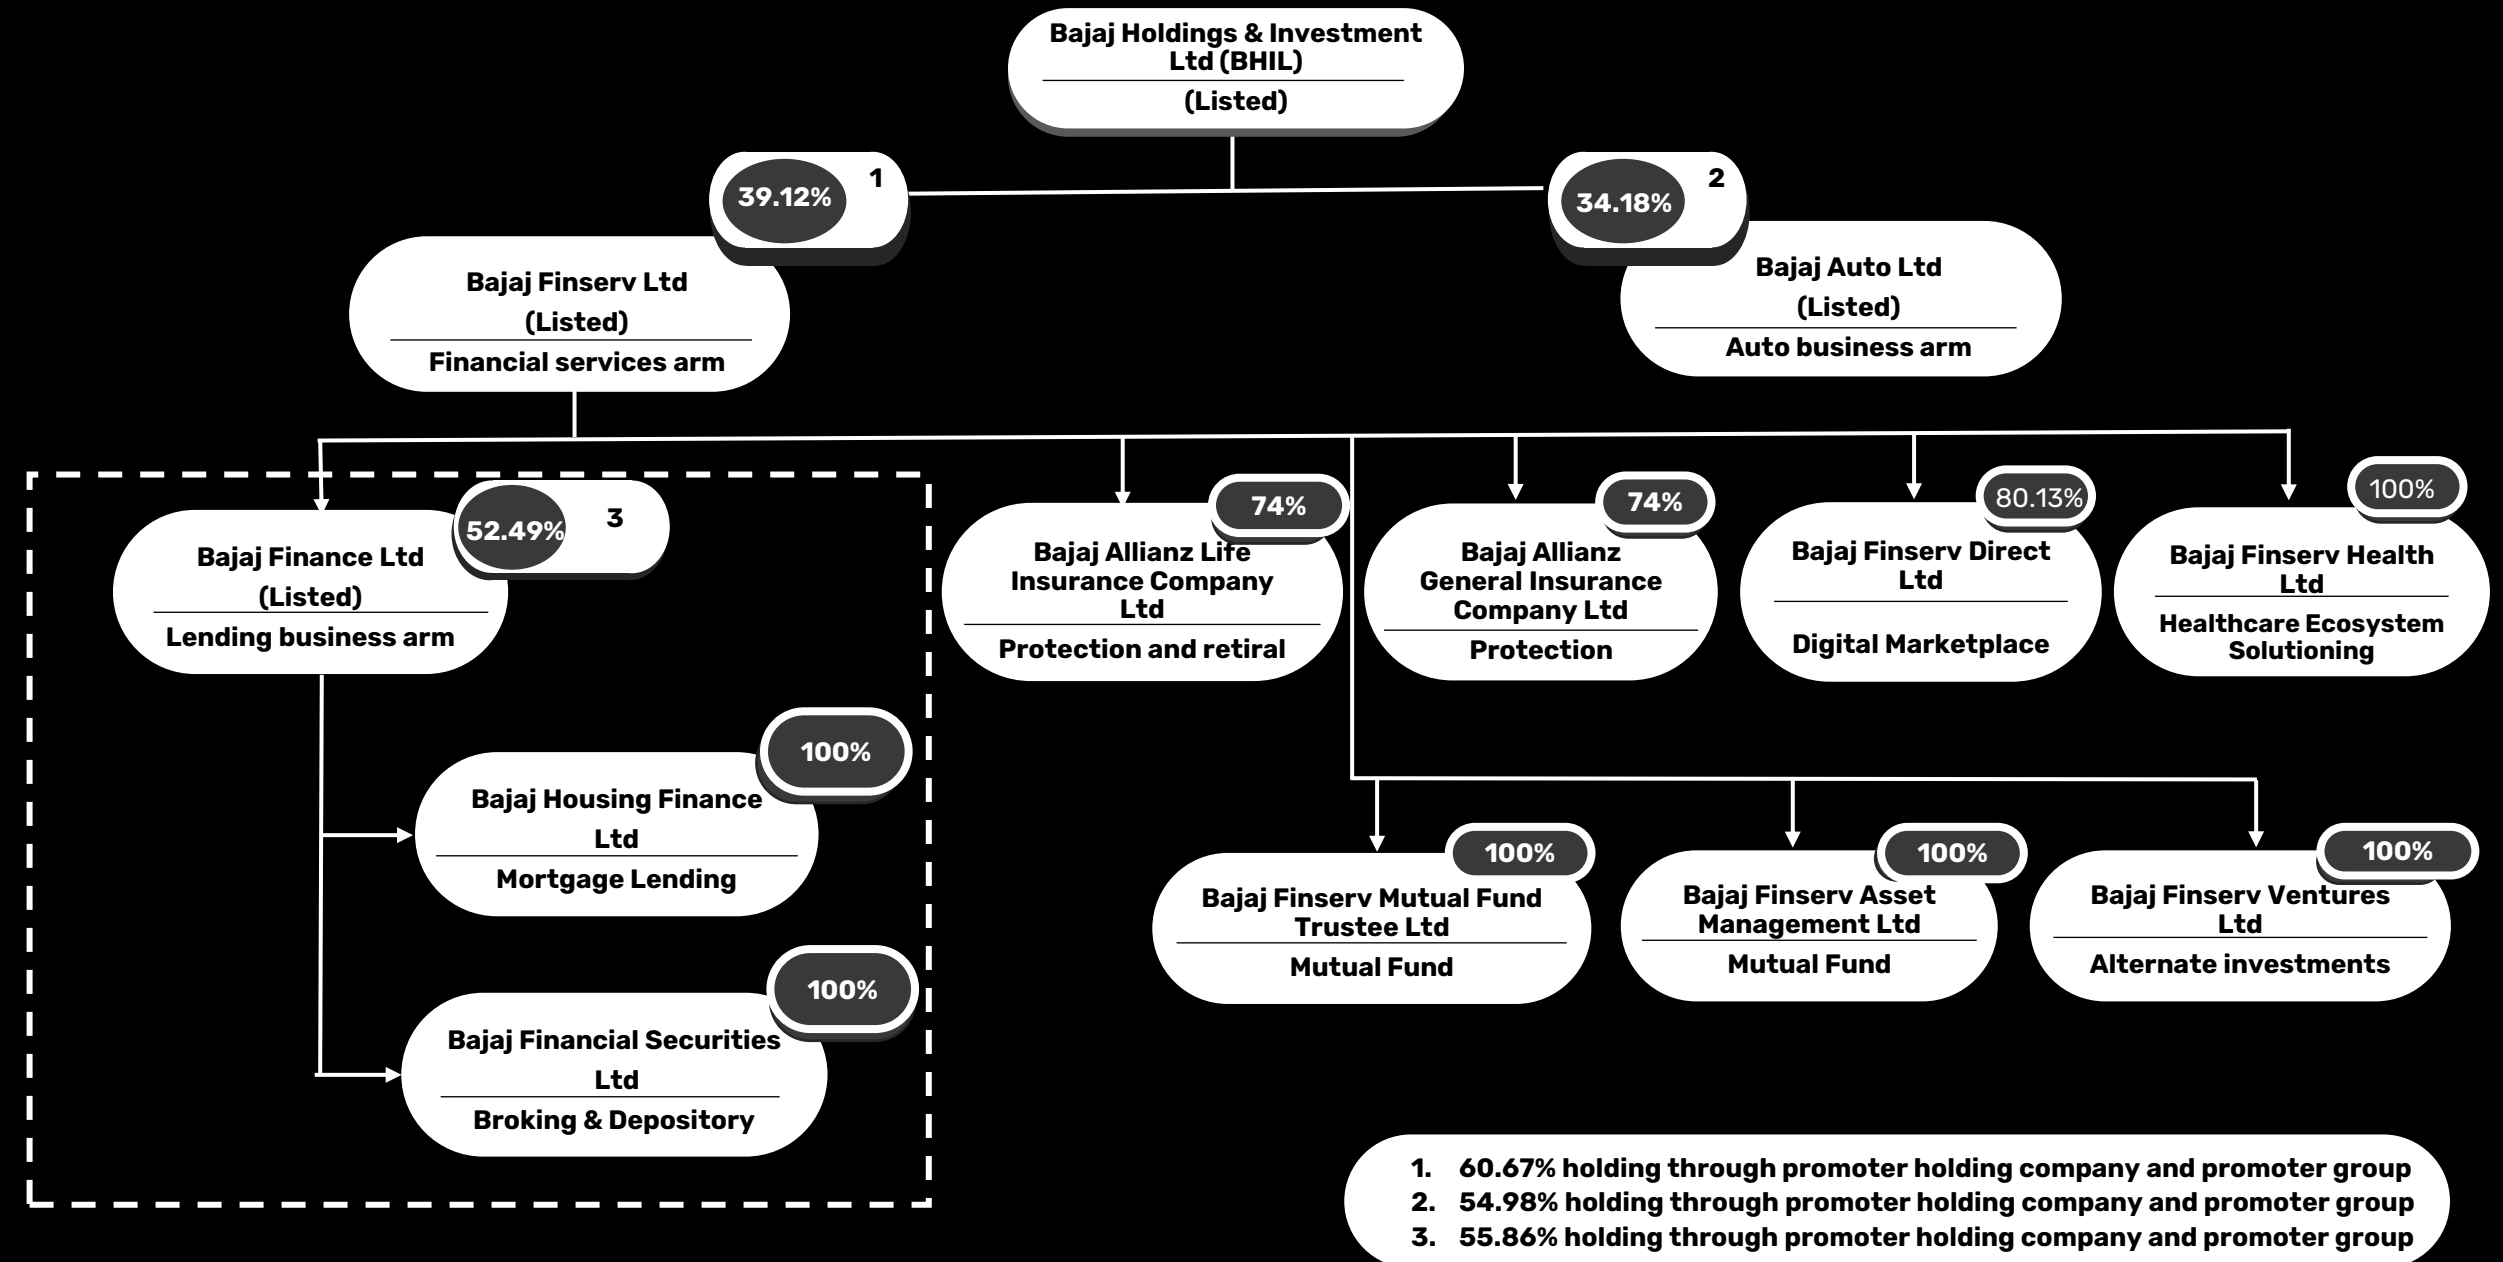 Bajaj Holdings & Investment
Ltd (BHIL)
(Listed)
39.12%
1
34.18%
2
Bajaj Finserv Ltd
(Listed)
Financial services arm
Bajaj Auto Ltd
(Listed)
Auto business arm
52.49%
3
Bajaj Finance Ltd
(Listed)
Lending business arm
74%
Bajaj Allianz Life
Insurance Company
Ltd
Protection and retiral
74%
Bajaj Allianz
General Insurance
Company Ltd
Protection
80.13%
Bajaj Finserv Direct
Ltd
Digital Marketplace
100%
Bajaj Finserv Health
Ltd
Healthcare Ecosystem
Solutioning
100%
Bajaj Housing Finance
Ltd
Mortgage Lending
100%
Bajaj Financial Securities
Ltd
Broking & Depository
100%
Bajaj Finserv Mutual Fund
Trustee Ltd
Mutual Fund
100%
Bajaj Finserv Asset
Management Ltd
Mutual Fund
100%
Bajaj Finserv Ventures
Ltd
Alternate investments
1. 60.67% holding through promoter holding company and promoter group
2. 54.98% holding through promoter holding company and promoter group
3. 55.86% holding through promoter holding company and promoter group